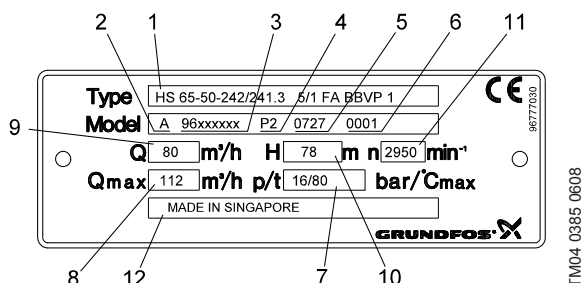 2 1 3 4 5 6 11
Type HS 65-50-242/241.3 5/1 FA BBVP 1 CE
Model A 96xxxxxx P2 0727 0001
96777030
9
Q 80 m³/h H 78 m n 2950 min⁻¹
Qmax 112 m³/h p/t 16/80 bar/°Cmax
MADE IN SINGAPORE
GRUNDFOS
8 12 7 10
TM04 0385 0608